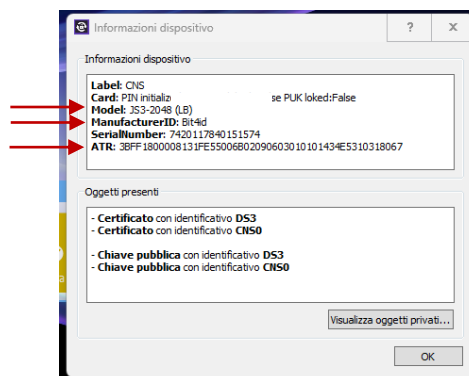 Informazioni dispositivo
? X
Informazioni dispositivo
Label: CNS
Card: PIN initializ se PUK loked:False
Model: JS3-2048 (LB)
ManufacturerID: Bit4id
SerialNumber: 7420117840151574
ATR: 3BFF1800008131FE55006B02090603010101434E5310318067
Oggetti presenti
- Certificato con identificativo DS3
- Certificato con identificativo CNS0
- Chiave pubblica con identificativo DS3
- Chiave pubblica con identificativo CNS0
Visualizza oggetti privati...
OK